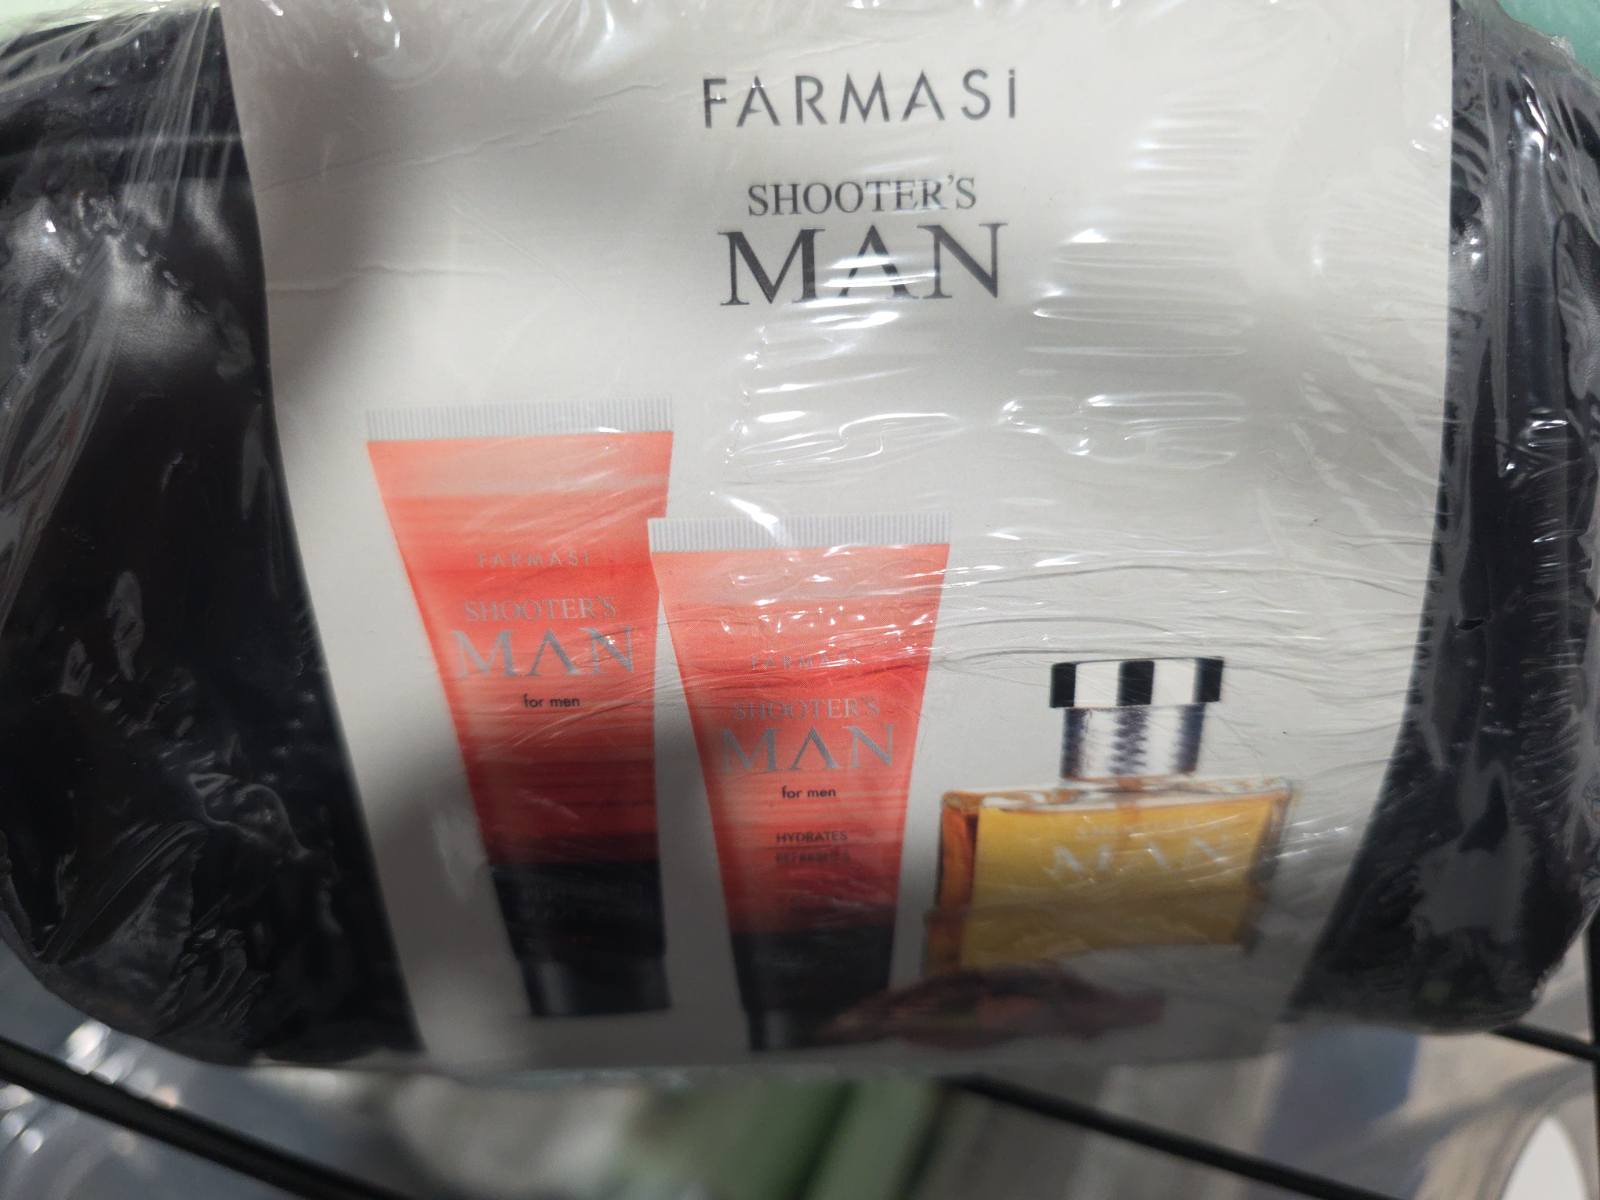 FARMASİ
SHOOTER'S
MAN
FARMASİ
SHOOTER'S
MAN
for men
FARMASİ
SHOOTER'S
MAN
for men
HYDRATES
MAN